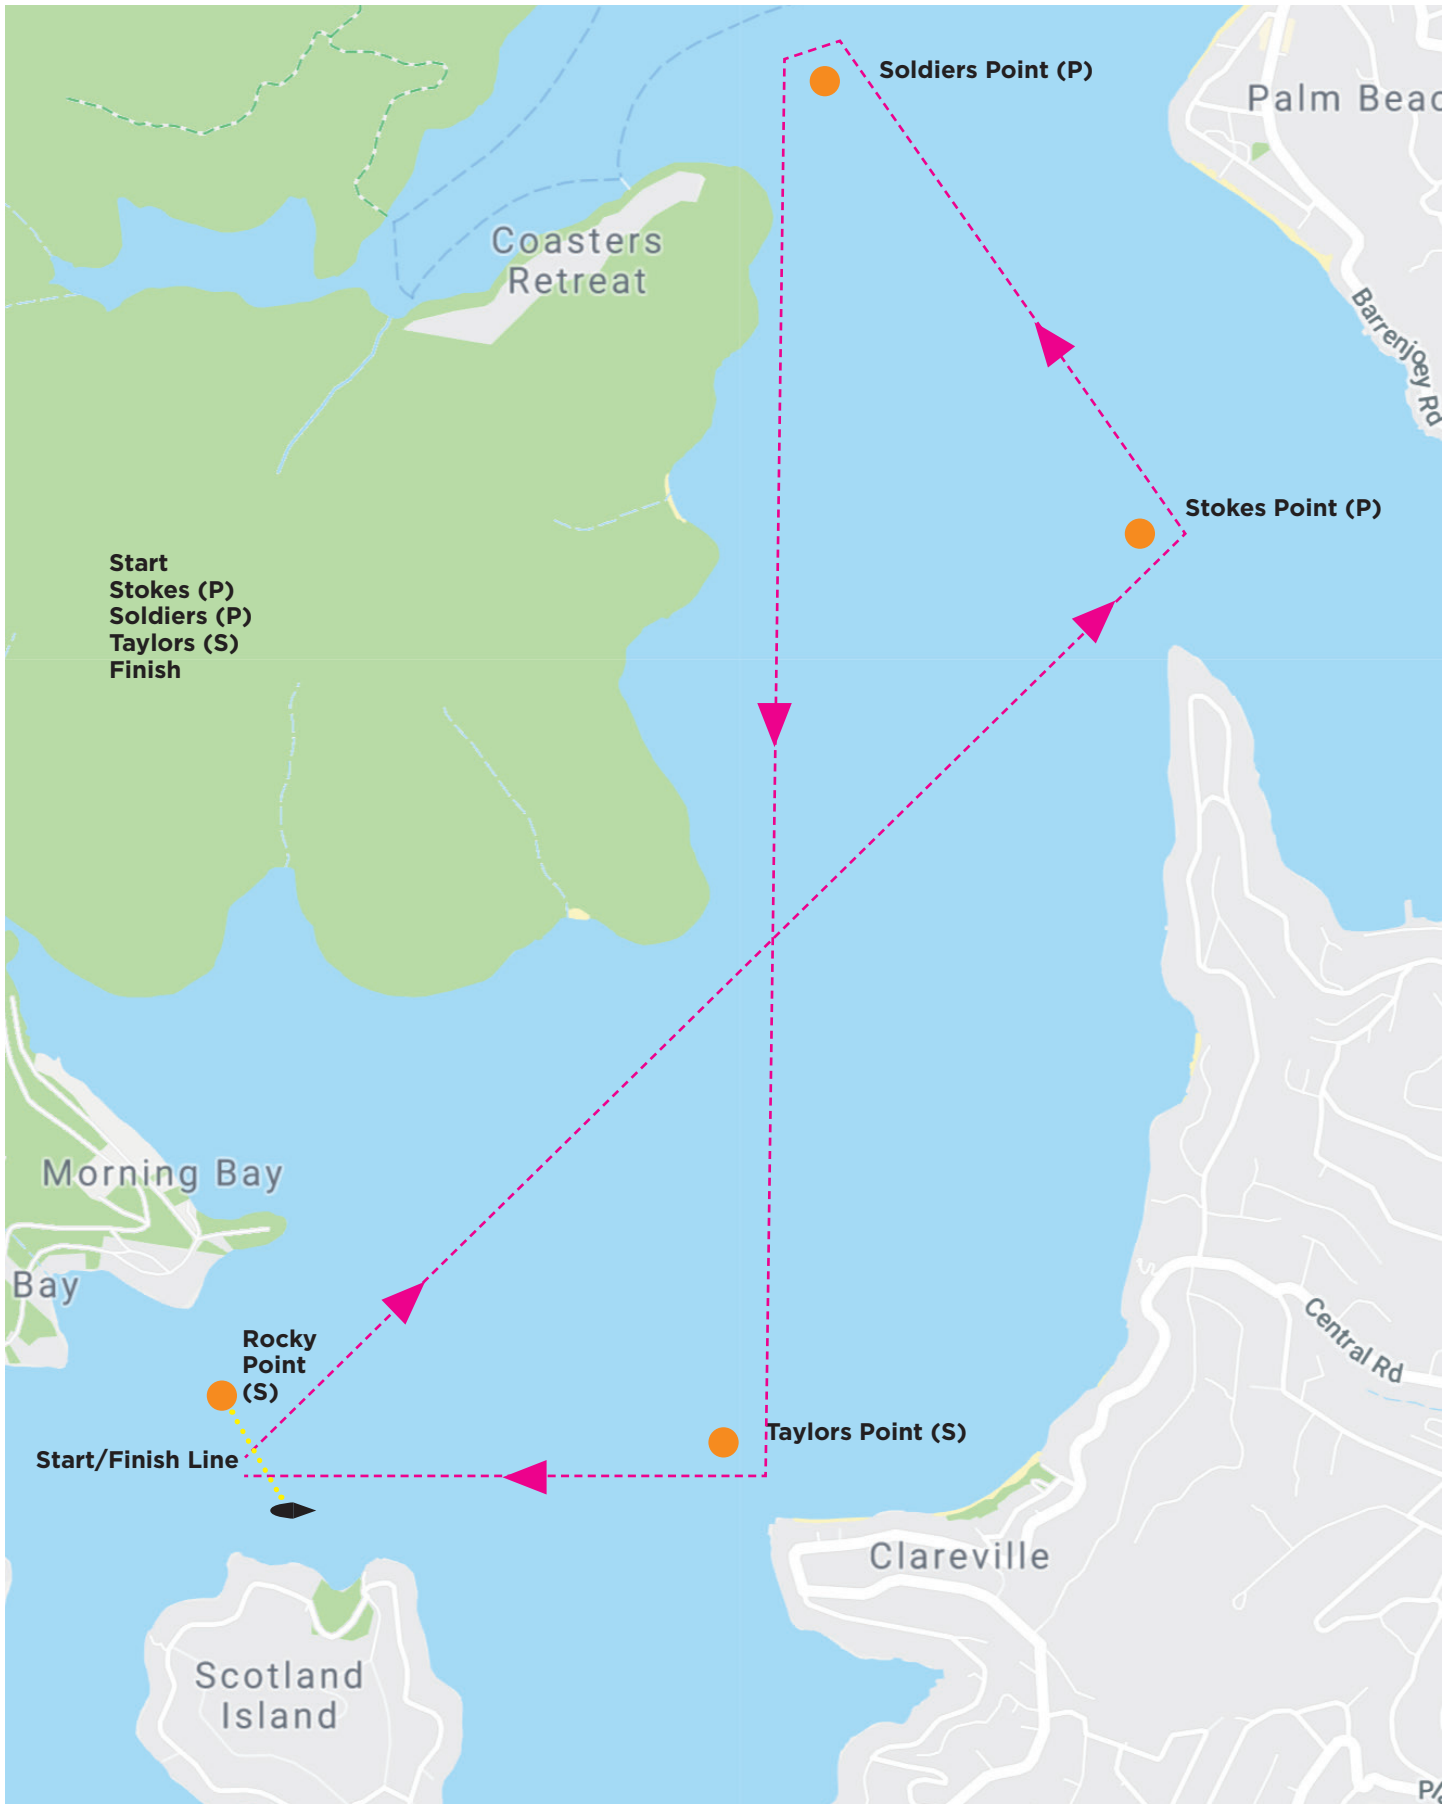 Soldiers Point (P)
Palm Beac
Coasters
Retreat
Barrenjoey Rd
Stokes Point (P)
Start
Stokes (P)
Soldiers (P)
Taylors (S)
Finish
Morning Bay
Bay
Central Rd
Rocky
Point
(S)
Taylors Point (S)
Start/Finish Line
Clareville
Scotland
Island